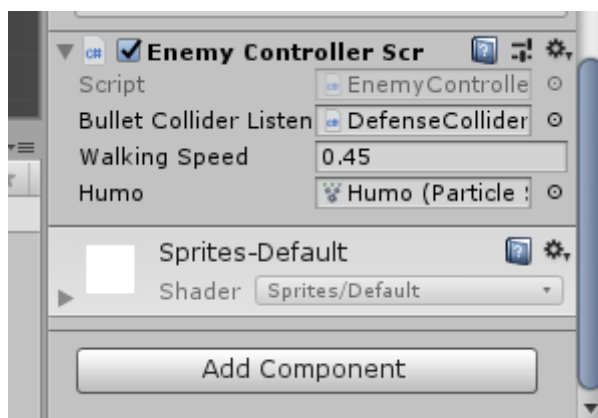 Enemy Controller Scr
Script EnemyControlle
Bullet Collider Listen DefenseCollider
Walking Speed 0.45
Humo Humo (Particle
Sprites-Default
Shader Sprites/Default
Add Component